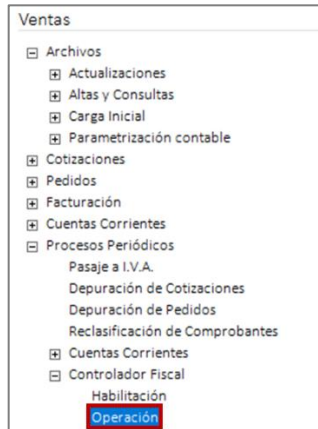 Ventas
Archivos
Actualizaciones
Altas y Consultas
Carga Inicial
Parametrización contable
Cotizaciones
Pedidos
Facturación
Cuentas Corrientes
Procesos Periódicos
Pasaje a I.V.A.
Depuración de Cotizaciones
Depuración de Pedidos
Reclasificación de Comprobantes
Cuentas Corrientes
Controlador Fiscal
Habilitación
Operación